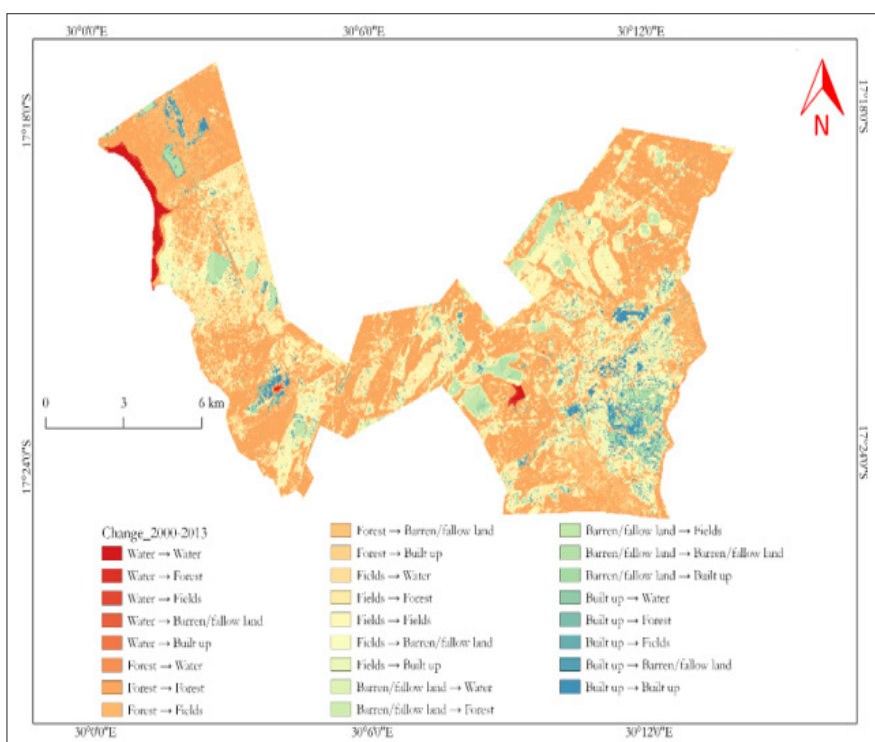 30°0'0"E 30°6'0"E 30°12'0"E
17°18'0"S
17°18'0"S
N
0 3 6 km
17°24'0"S
17°24'0"S
Change_2000-2013
Water → Water
Water → Forest
Water → Fields
Water → Barren/fallow land
Water → Built up
Forest → Water
Forest → Forest
Forest → Fields
Forest → Barren/fallow land
Forest → Built up
Fields → Water
Fields → Forest
Fields → Fields
Fields → Barren/fallow land
Fields → Built up
Barren/fallow land → Water
Barren/fallow land → Forest
Barren/fallow land → Fields
Barren/fallow land → Barren/fallow land
Barren/fallow land → Built up
Built up → Water
Built up → Forest
Built up → Fields
Built up → Barren/fallow land
Built up → Built up
30°0'0"E 30°6'0"E 30°12'0"E